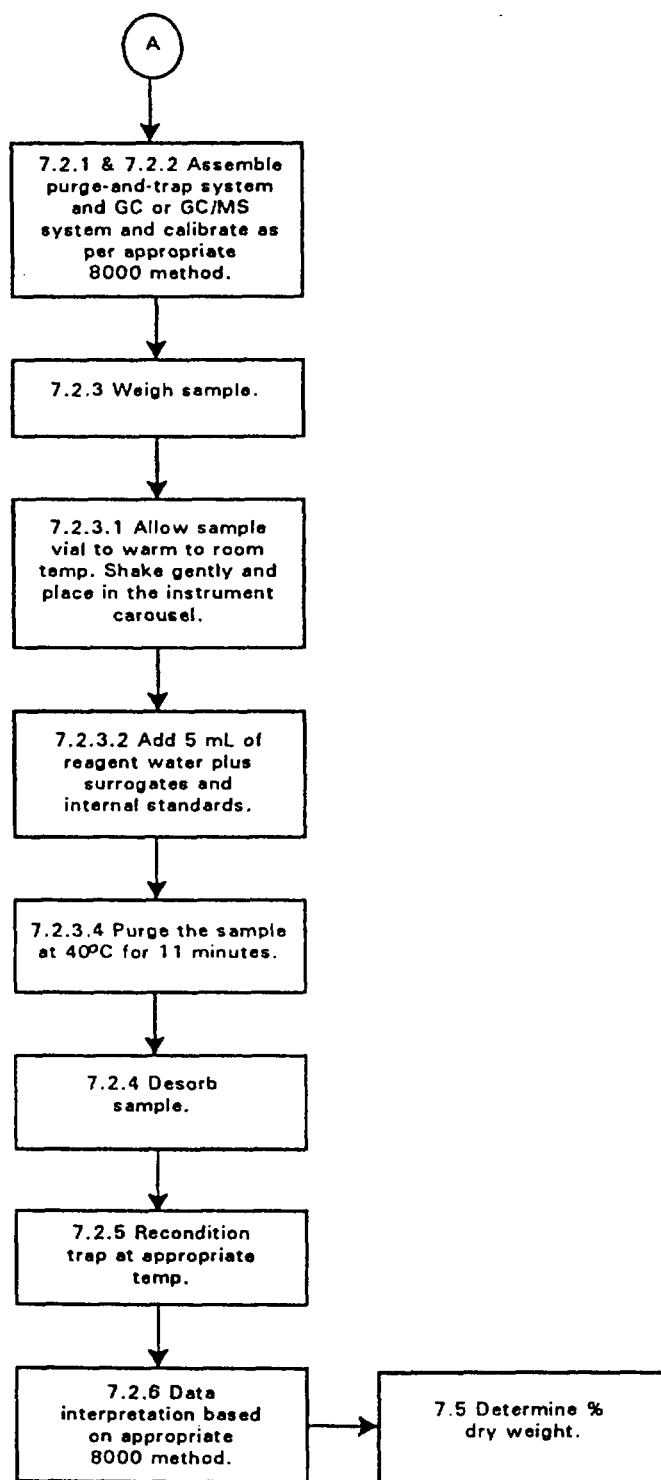 A
7.2.1 & 7.2.2 Assemble
purge-and-trap system
and GC or GC/MS
system and calibrate as
per appropriate
8000 method.
7.2.3 Weigh sample.
7.2.3.1 Allow sample
vial to warm to room
temp. Shake gently and
place in the instrument
carousel.
7.2.3.2 Add 5 mL of
reagent water plus
surrogates and
internal standards.
7.2.3.4 Purge the sample
at 40ºC for 11 minutes.
7.2.4 Desorb
sample.
7.2.5 Recondition
trap at appropriate
temp.
7.2.6 Data
interpretation based
on appropriate
8000 method.
7.5 Determine %
dry weight.